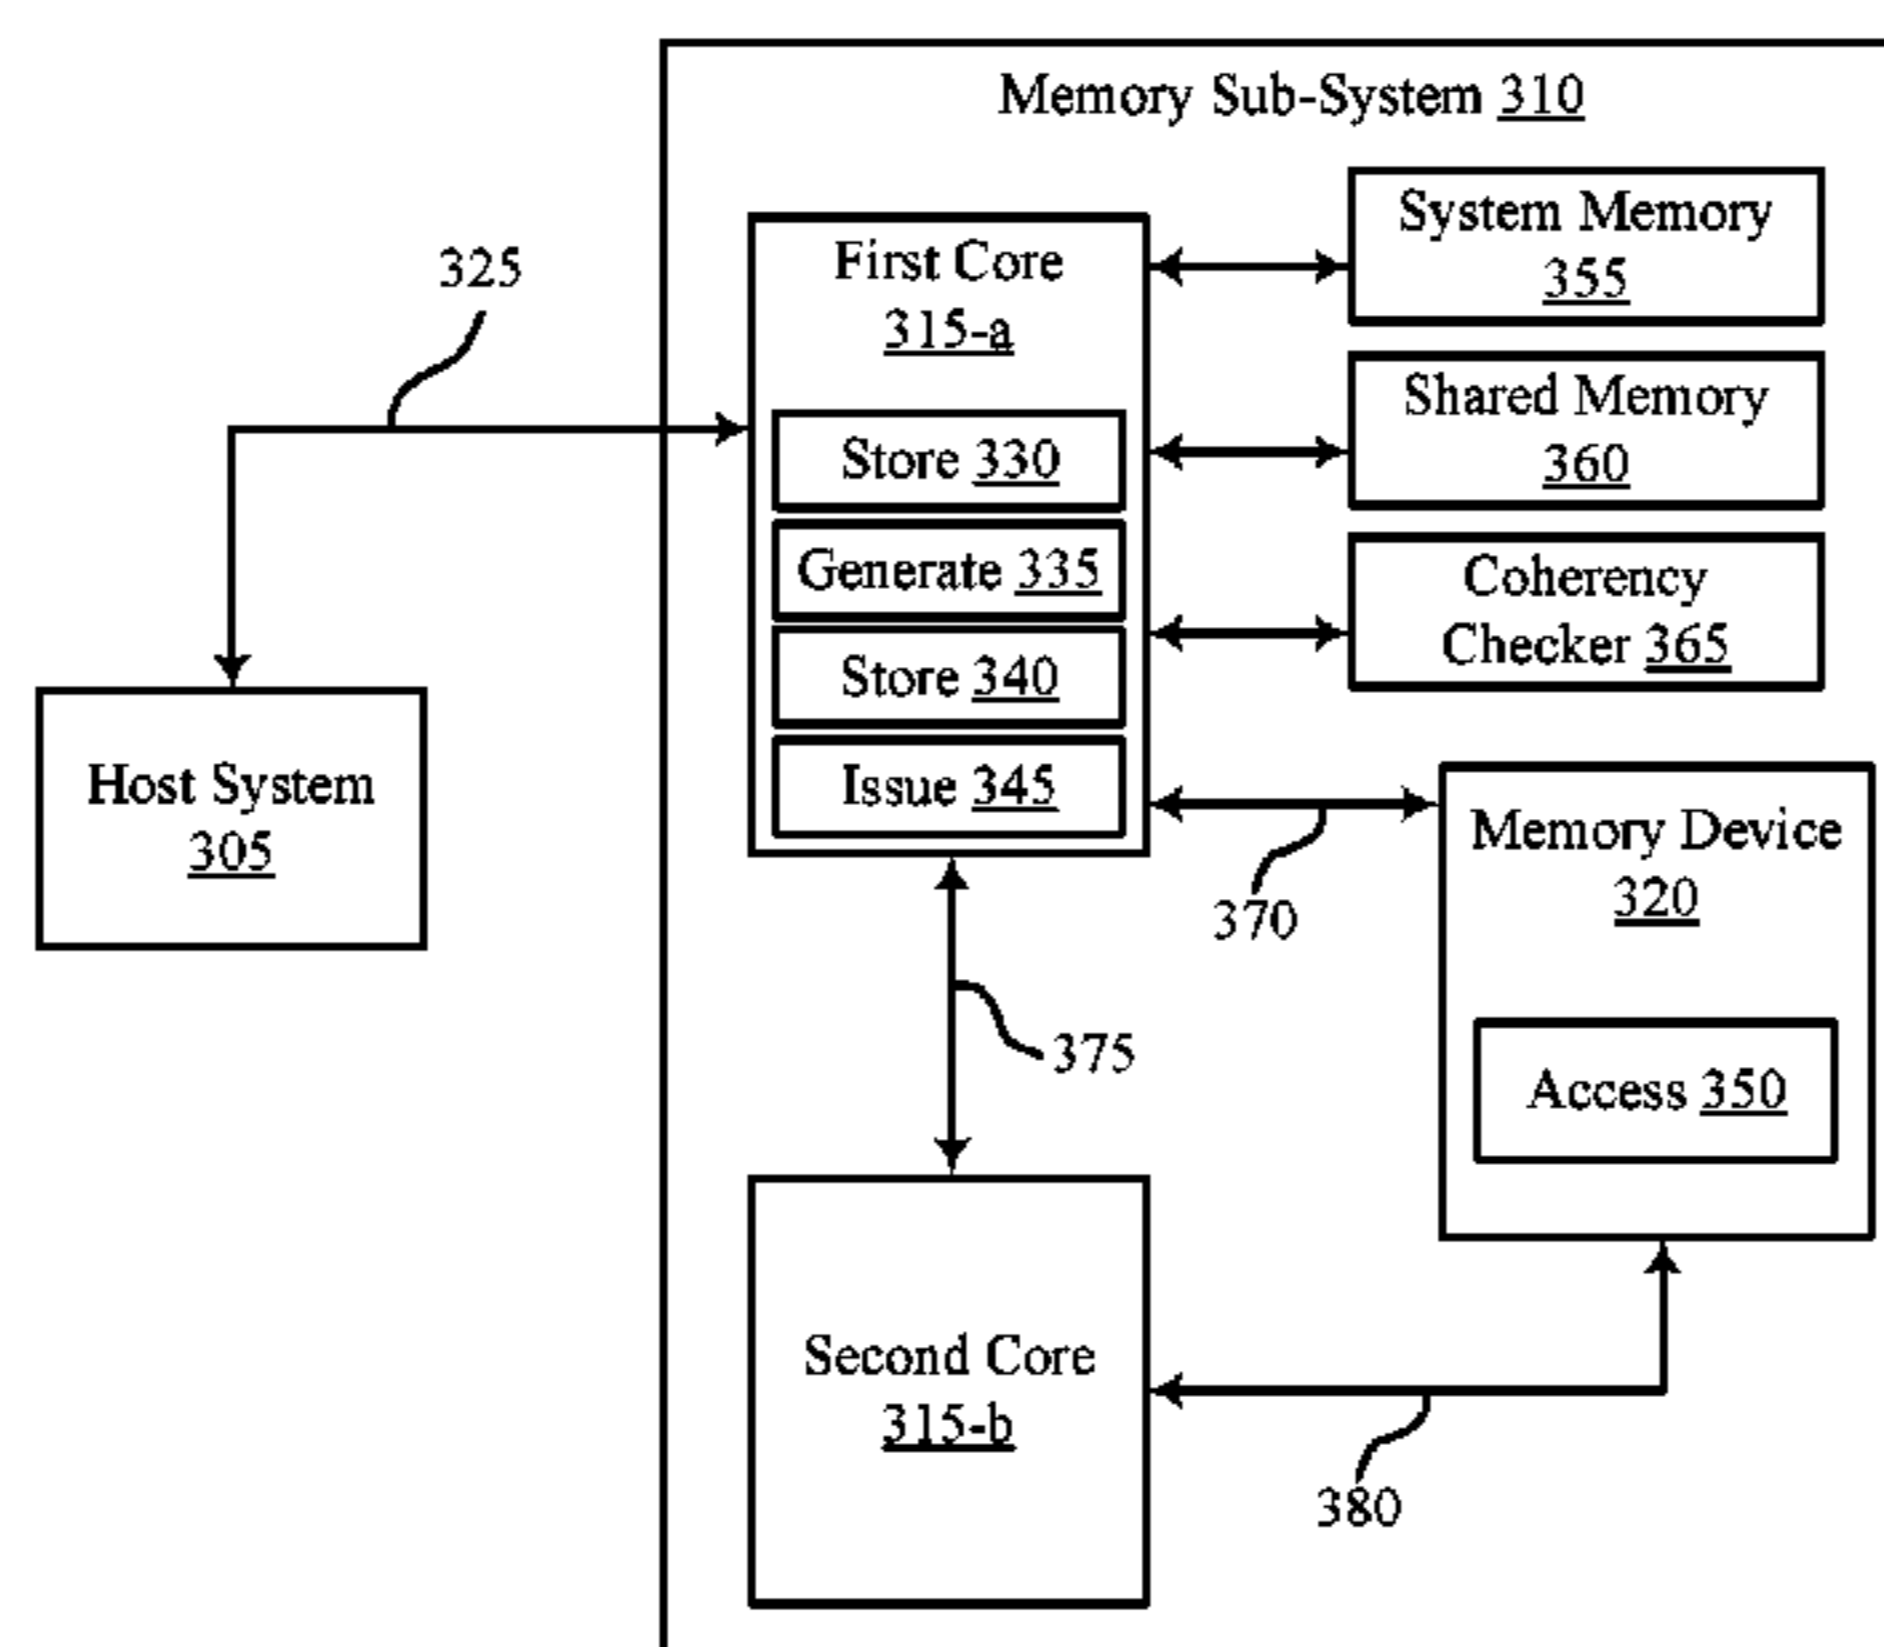 Memory Sub-System 310
325
First Core
315-a
Store 330
Generate 335
Store 340
Issue 345
System Memory
355
Shared Memory
360
Coherency
Checker 365
Host System
305
370
Memory Device
320
Access 350
375
Second Core
315-b
380